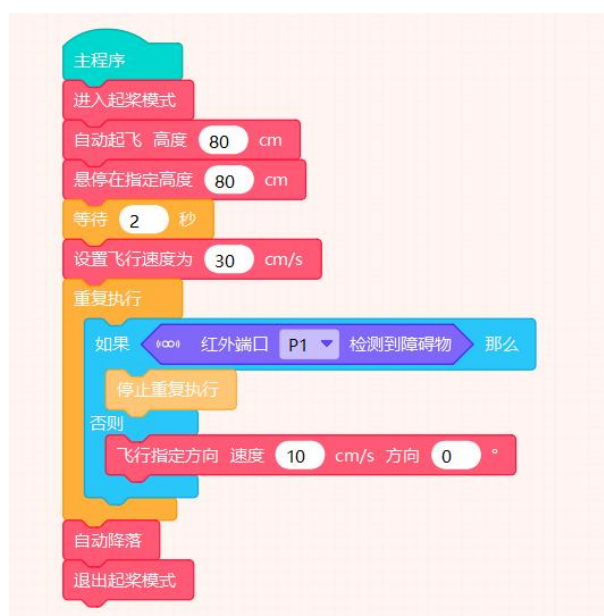 主程序
进入起桨模式
自动起飞 高度 80 cm
悬停在指定高度 80 cm
等待 2 秒
设置飞行速度为 30 cm/s
重复执行
如果 红外端口 P1 检测到障碍物 那么
停止重复执行
否则
飞行指定方向 速度 10 cm/s 方向 0 °
自动降落
退出起桨模式